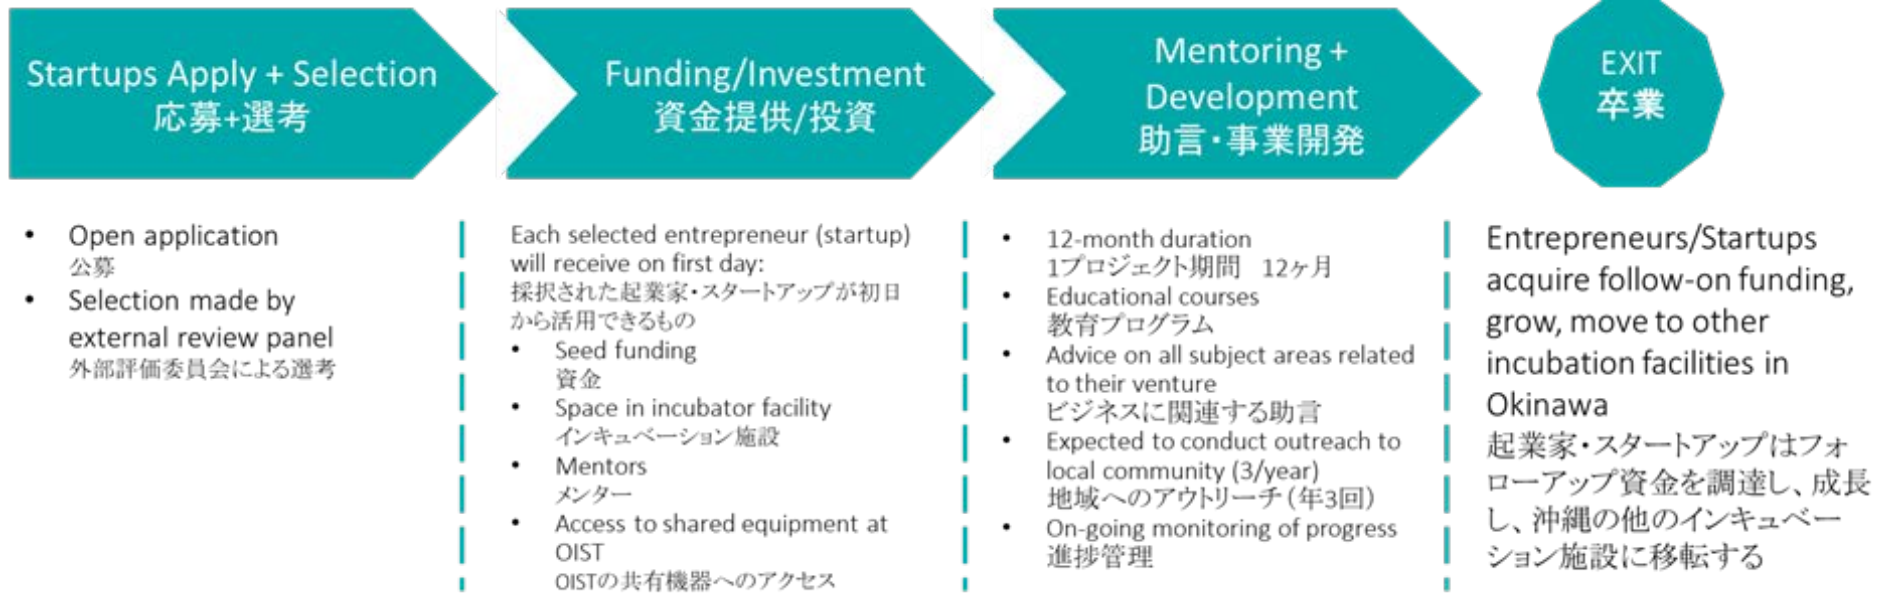 Startups Apply + Selection
応募+選考
Funding/Investment
資金提供/投資
Mentoring +
Development
助言・事業開発
EXIT
卒業
• Open application
公募
• Selection made by
external review panel
外部評価委員会による選考
Each selected entrepreneur (startup)
will receive on first day:
採択された起業家・スタートアップが初日
から活用できるもの
• Seed funding
資金
• Space in incubator facility
インキュベーション施設
• Mentors
メンター
• Access to shared equipment at
OIST
OISTの共有機器へのアクセス
• 12-month duration
1プロジェクト期間 12ヶ月
• Educational courses
教育プログラム
• Advice on all subject areas related
to their venture
ビジネスに関連する助言
• Expected to conduct outreach to
local community (3/year)
地域へのアウトリーチ（年3回）
• On-going monitoring of progress
進捗管理
Entrepreneurs/Startups
acquire follow-on funding,
grow, move to other
incubation facilities in
Okinawa
起業家・スタートアップはフォ
ローアップ資金を調達し、成長
し、沖縄の他のインキュベー
ション施設に移転する